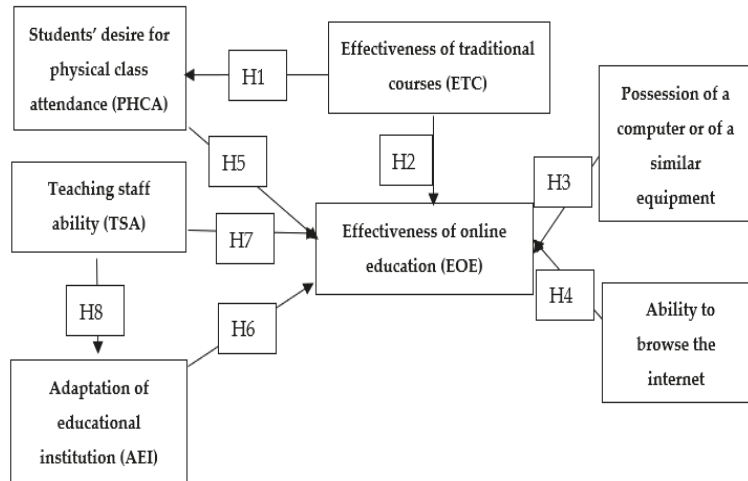 Students' desire for
physical class
attendance (PHCA)
H1
Effectiveness of traditional
courses (ETC)
Possession of a
computer or of a
similar
equipment
H5
H2
H3
Teaching staff
ability (TSA)
H7
Effectiveness of online
education (EOE)
H4
H8
H6
Ability to
browse the
internet
Adaptation of
educational
institution (AEI)